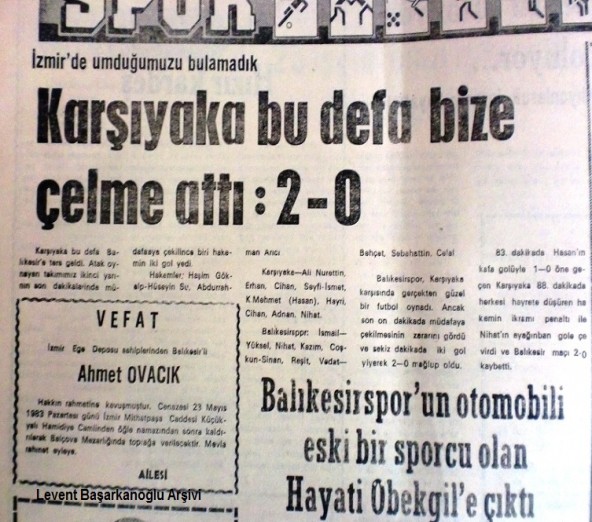 SPOR
İzmir'de umduğumuzu bulamadık
Karşıyaka bu defa bize
çelme attı : 2-0
Karşıyaka bu defa Ba-
lıkesir'e ters geldi. Atak oy-
nayan takımımız ikinci yarı-
nın son dakikalarında mü-
dafaaya çekilince biri hake-
min iki gol yedi.
Hakemler: Haşim Gök-
alp-Hüseyin Su. Abdurrah-
man Arıcı
Karşıyaka—Ali Nurettin,
Erhan, Cihan, Seyfi-İsmet,
K.Mehmet (Hasan), Hayri,
Cihan, Adnan, Nihat.
Balıkesirspor: İsmail—
Yüksel, Nihat, Kazım, Coş-
kun-Sinan, Reşit, Vedat—
Behçet, Sebahattin, Celal
Balıkesirspor, Karşıyaka
karşısında gerçekten güzel
bir futbol oynadı. Ancak
son on dakikada müdafaya
çekilmesinin zararını gördü
ve sekiz dakikada iki gol
yiyerek 2—0 mağlup oldu.
83. dakikada Hasan'ın
kafa golüyle 1—0 öne ge-
çen Karşıyaka 88. dakikada
herkesi hayrete düşüren ha
kemin ikramı penaltı ile
Nihat'ın ayağından gole çe
virdi ve Balıkesir maçı 2-0
kaybetti.
VEFAT
İzmir Ege Deposu sahiplerinden Balıkesir'li
Ahmet OVACIK
Hakkın rahmetine kavuşmuştur. Cenazesi 23 Mayıs
1983 Pazartesi günü İzmir Mithatpaşa Caddesi Küçük-
yalı Hamidiye Camiinden öğle namazından sonra kaldı-
rılarak Balçova Mezarlığında toprağa verilecektir. Mevla
rahmet eyleye.
AİLESİ
Balıkesirspor'un otomobili
eski bir sporcu olan
Hayati Öbekgil'e çıktı
Levent Başarkanoğlu Arşivi